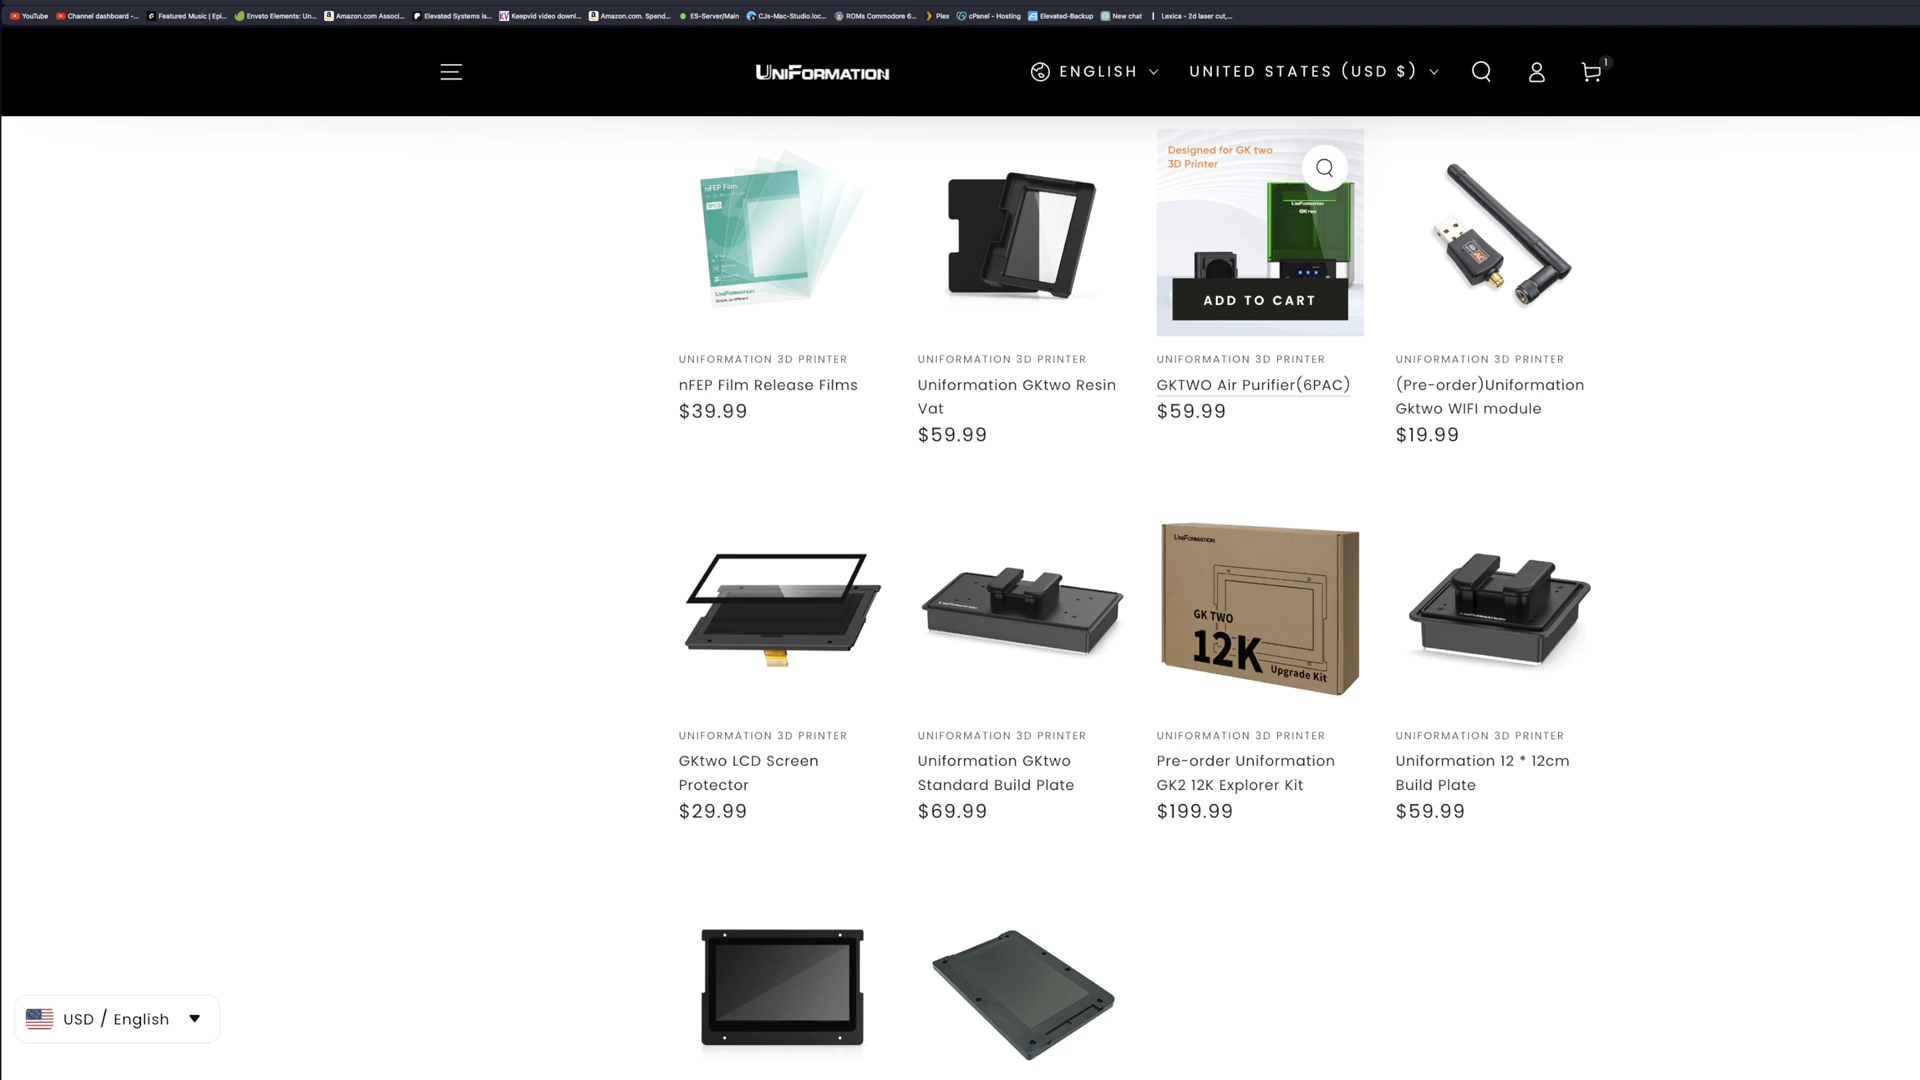 YouTube
Channel dashboard -...
Featured Music | Epi...
Envato Elements: Un...
Amazon.com Associ...
Elevated Systems is...
Keepvid video downl...
Amazon.com. Spend...
ES-Server/Main
CJs-Mac-Studio.loc...
ROMs Commodore 6...
Plex
cPanel - Hosting
Elevated-Backup
New chat
Lexica - 2d laser cut,...
UNIFORMATION
ENGLISH
UNITED STATES (USD $)
1
nFEP Film
UNIFORMATION
Designed for GK two
3D Printer
UNIFORMATION
ADD TO CART
UNIFORMATION 3D PRINTER
nFEP Film Release Films
$39.99
UNIFORMATION 3D PRINTER
Uniformation GKtwo Resin
Vat
$59.99
UNIFORMATION 3D PRINTER
GKTWO Air Purifier(6PAC)
$59.99
UNIFORMATION 3D PRINTER
(Pre-order)Uniformation
Gktwo WIFI module
$19.99
UNIFORMATION
GK TWO
12K
Upgrade Kit
UNIFORMATION
UNIFORMATION 3D PRINTER
GKtwo LCD Screen
Protector
$29.99
UNIFORMATION 3D PRINTER
Uniformation GKtwo
Standard Build Plate
$69.99
UNIFORMATION 3D PRINTER
Pre-order Uniformation
GK2 12K Explorer Kit
$199.99
UNIFORMATION 3D PRINTER
Uniformation 12 * 12cm
Build Plate
$59.99
USD / English